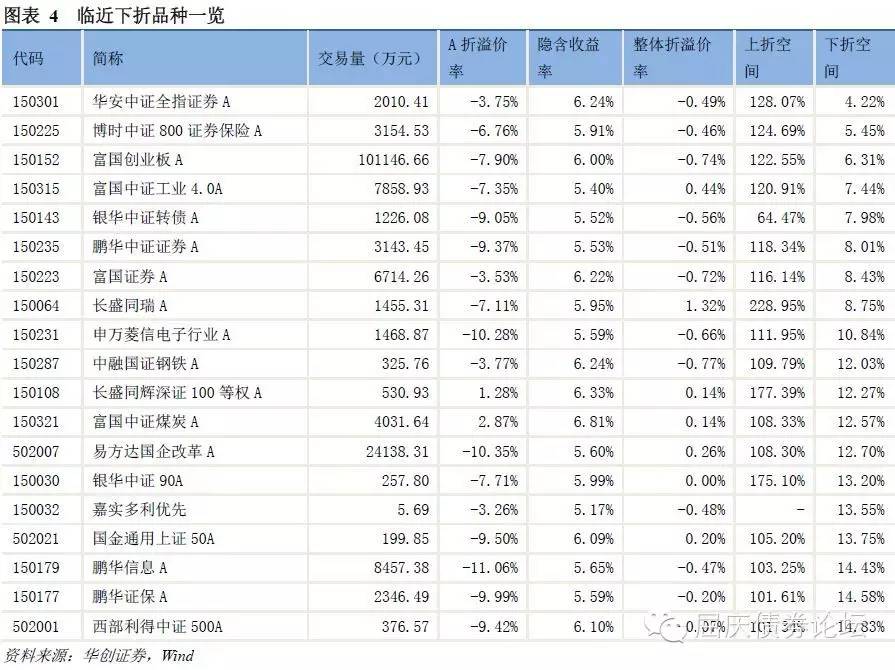 图表 4 临近下折品种一览
代码 简称 交易量（万元） A 折溢价率 隐含收益率 整体折溢价率 上折空间 下折空间
150301 华安中证全指证券 A 2010.41 -3.75% 6.24% -0.49% 128.07% 4.22%
150225 博时中证 800 证券保险 A 3154.53 -6.76% 5.91% -0.46% 124.69% 5.45%
150152 富国创业板 A 101146.66 -7.90% 6.00% -0.74% 122.55% 6.31%
150315 富国中证工业 4.0A 7858.93 -7.35% 5.40% 0.44% 120.91% 7.44%
150143 银华中证转债 A 1226.08 -9.05% 5.52% -0.56% 64.47% 7.98%
150235 鹏华中证证券 A 3143.45 -9.37% 5.53% -0.51% 118.34% 8.01%
150223 富国证券 A 6714.26 -3.53% 6.22% -0.72% 116.14% 8.43%
150064 长盛同瑞 A 1455.31 -7.11% 5.95% 1.32% 228.95% 8.75%
150231 申万菱信电子行业 A 1468.87 -10.28% 5.59% -0.66% 111.95% 10.84%
150287 中融国证钢铁 A 325.76 -3.77% 6.24% -0.77% 109.79% 12.03%
150108 长盛同辉深证 100 等权 A 530.93 1.28% 6.33% 0.14% 177.39% 12.27%
150321 富国中证煤炭 A 4031.64 2.87% 6.81% 0.14% 108.33% 12.57%
502007 易方达国企改革 A 24138.31 -10.35% 5.60% 0.26% 108.30% 12.70%
150030 银华中证 90A 257.80 -7.71% 5.99% 0.00% 175.10% 13.20%
150032 嘉实多利优先 5.69 -3.26% 5.17% -0.48% - 13.55%
502021 国金通用上证 50A 199.85 -9.50% 6.09% 0.20% 105.20% 13.75%
150179 鹏华信息 A 8457.38 -11.06% 5.65% -0.47% 103.25% 14.43%
150177 鹏华证保 A 2346.49 -9.99% 5.59% -0.20% 101.61% 14.58%
502001 西部利得中证 500A 376.57 -9.42% 6.10%
屈庆债券论坛
资料来源：华创证券，Wind